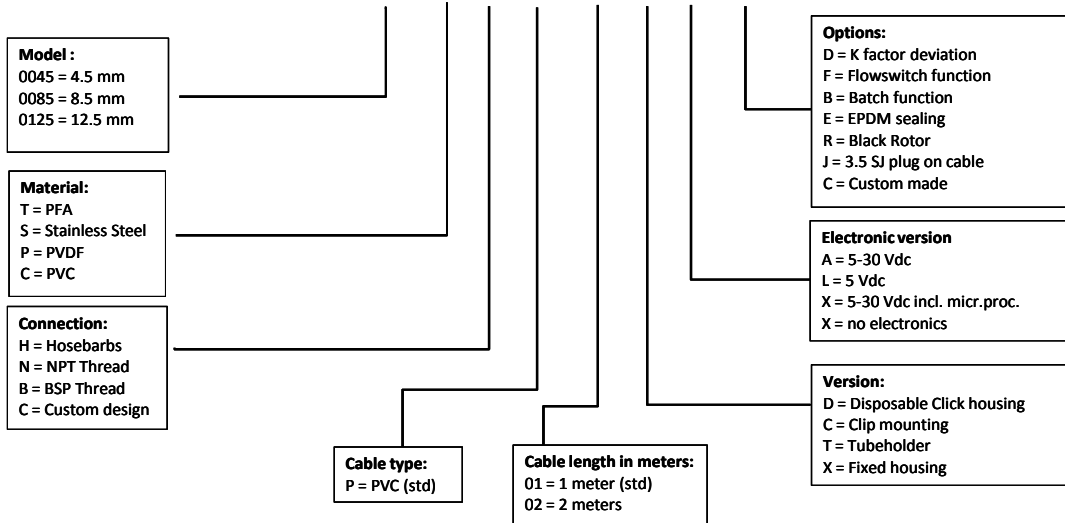 Model :
0045 = 4.5 mm
0085 = 8.5 mm
0125 = 12.5 mm
Material:
T = PFA
S = Stainless Steel
P = PVDF
C = PVC
Connection:
H = Hosebarbs
N = NPT Thread
B = BSP Thread
C = Custom design
Cable type:
P = PVC (std)
Cable length in meters:
01 = 1 meter (std)
02 = 2 meters
Options:
D = K factor deviation
F = Flowswitch function
B = Batch function
E = EPDM sealing
R = Black Rotor
J = 3.5 SJ plug on cable
C = Custom made
Electronic version
A = 5-30 Vdc
L = 5 Vdc
X = 5-30 Vdc incl. micr.proc.
X = no electronics
Version:
D = Disposable Click housing
C = Clip mounting
T = Tubeholder
X = Fixed housing